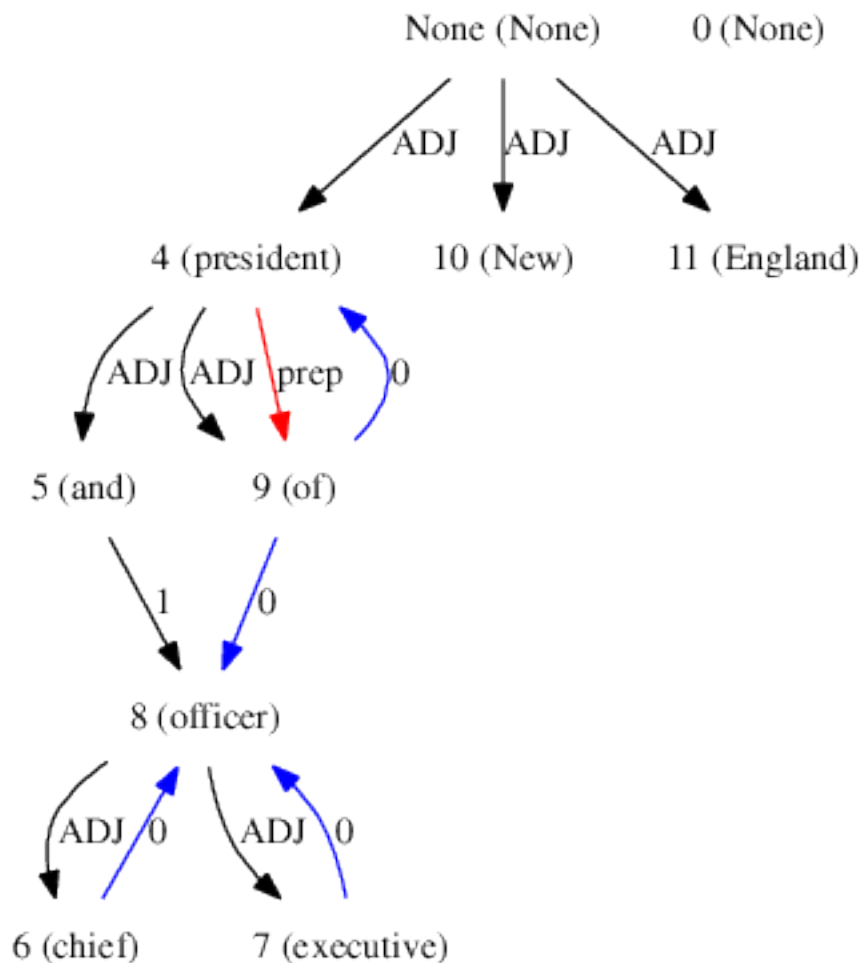 None (None) 0 (None)
ADJ ADJ ADJ
4 (president) 10 (New) 11 (England)
ADJ ADJ prep 0
5 (and) 9 (of)
1 0
8 (officer)
ADJ 0 ADJ 0
6 (chief) 7 (executive)